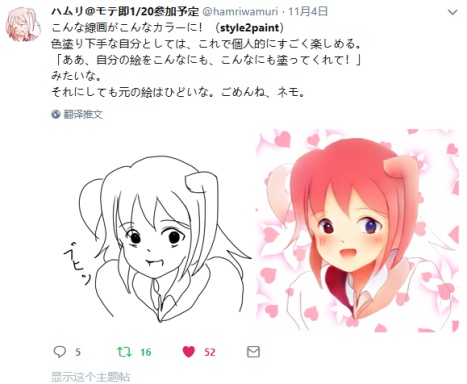 ハムリ@モテ即1/20参加予定 @hamriwamuri · 11月4日
こんな線画がこんなカラーに！（style2paint）
色塗り下手な自分としては、これで個人的にすごく楽しめる。
「ああ、自分の絵をこんなにも、こんなにも塗ってくれて！」
みたいな。
それにしても元の絵はひどいな。ごめんね、ネモ。
翻译推文
ブヒッ
5 16 52
显示这个主题帖